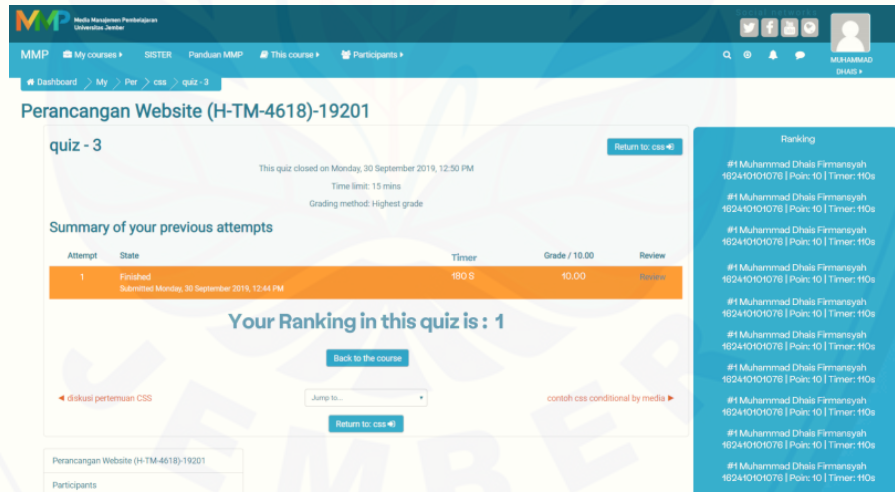 MMP Media Manajemen Pembelajaran
Universitas Jember
Social networks
MMP My courses SISTER Panduan MMP This course Participants
MUHAMMAD
DHAIS
Dashboard My Per css quiz - 3
Perancangan Website (H-TM-4618)-19201
quiz - 3
Return to: css
This quiz closed on Monday, 30 September 2019, 12:50 PM
Time limit: 15 mins
Grading method: Highest grade
Summary of your previous attempts
Attempt State Timer Grade / 10.00 Review
1 Finished 180 S 10.00 Review
Submitted Monday, 30 September 2019, 12:44 PM
Your Ranking in this quiz is : 1
Back to the course
◄ diskusi pertemuan CSS Jump to... contoh css conditional by media ►
Return to: css
Perancangan Website (H-TM-4618)-19201
Participants
Ranking
#1 Muhammad Dhais Firmansyah
162410101076 | Poin: 10 | Timer: 110s
#1 Muhammad Dhais Firmansyah
162410101076 | Poin: 10 | Timer: 110s
#1 Muhammad Dhais Firmansyah
162410101076 | Poin: 10 | Timer: 110s
#1 Muhammad Dhais Firmansyah
162410101076 | Poin: 10 | Timer: 110s
#1 Muhammad Dhais Firmansyah
162410101076 | Poin: 10 | Timer: 110s
#1 Muhammad Dhais Firmansyah
162410101076 | Poin: 10 | Timer: 110s
#1 Muhammad Dhais Firmansyah
162410101076 | Poin: 10 | Timer: 110s
#1 Muhammad Dhais Firmansyah
162410101076 | Poin: 10 | Timer: 110s
#1 Muhammad Dhais Firmansyah
162410101076 | Poin: 10 | Timer: 110s
JEMBER